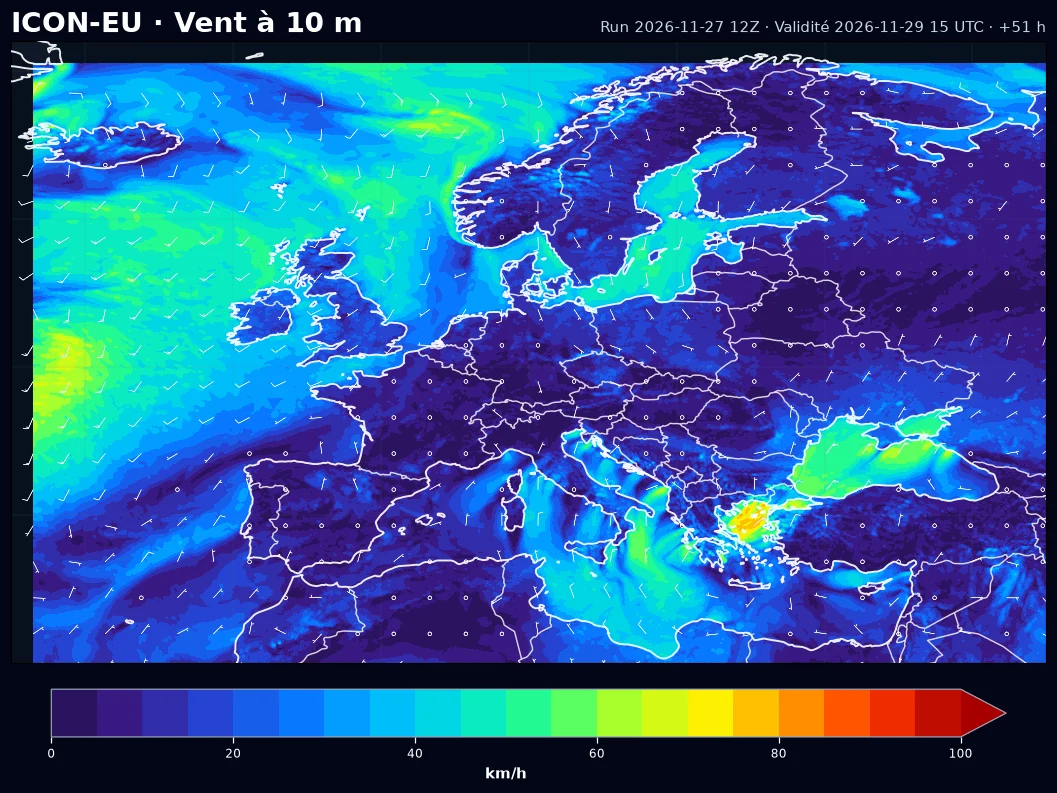 ICON-EU · Vent à 10 m
Run 2026-11-27 12Z · Validité 2026-11-29 15 UTC · +51 h
0 20 40 60 80 100
km/h